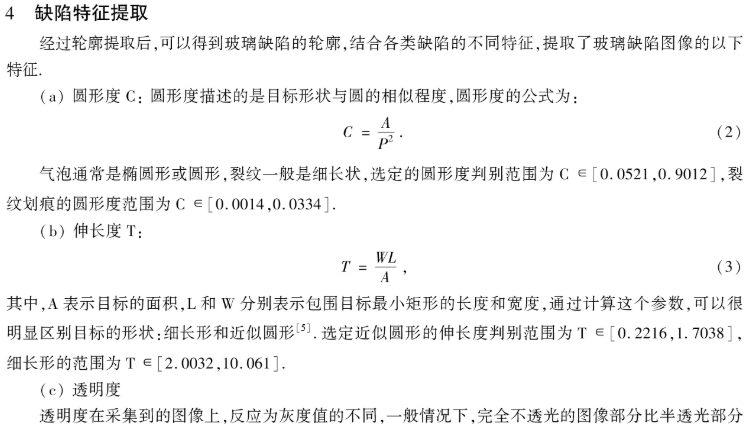 4 缺陷特征提取
经过轮廓提取后,可以得到玻璃缺陷的轮廓,结合各类缺陷的不同特征,提取了玻璃缺陷图像的以下
特征.
(a) 圆形度 C: 圆形度描述的是目标形状与圆的相似程度,圆形度的公式为:
C = A/P². (2)
气泡通常是椭圆形或圆形,裂纹一般是细长状,选定的圆形度判别范围为 C ∈[0.0521,0.9012],裂
纹划痕的圆形度范围为 C ∈[0.0014,0.0334].
(b) 伸长度 T:
T = WL/A, (3)
其中,A 表示目标的面积,L 和 W 分别表示包围目标最小矩形的长度和宽度,通过计算这个参数,可以很
明显区别目标的形状:细长形和近似圆形[5]. 选定近似圆形的伸长度判别范围为 T ∈[0.2216,1.7038],
细长形的范围为 T ∈[2.0032,10.061].
(c) 透明度
透明度在采集到的图像上,反应为灰度值的不同,一般情况下,完全不透光的图像部分比半透光部分